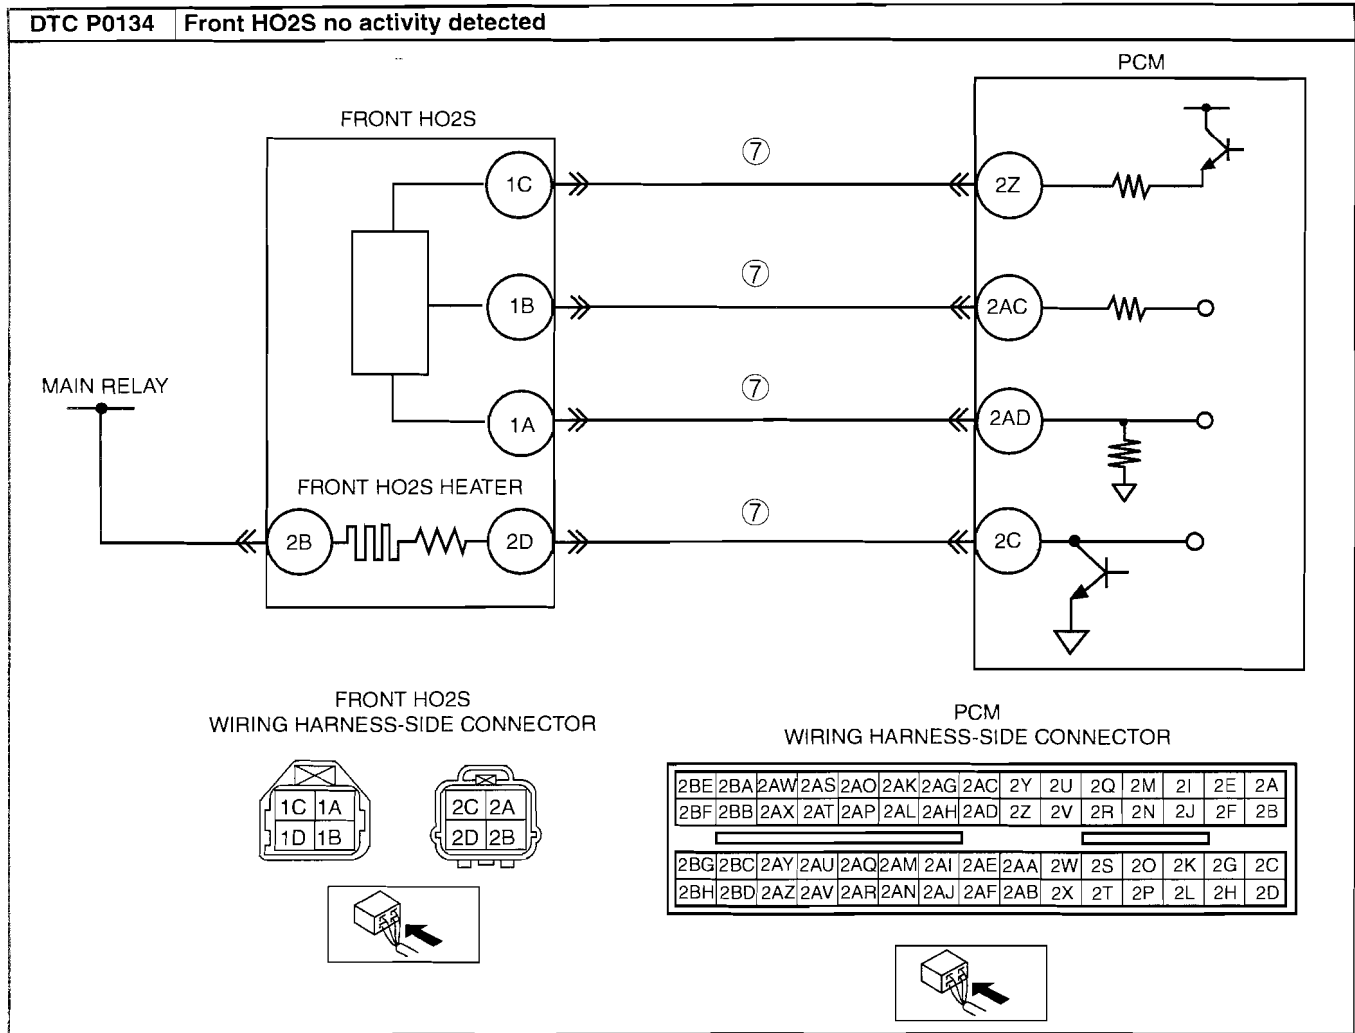 DTC P0134 Front HO2S no activity detected
PCM
FRONT HO2S
7
1C
2Z
7
1B
2AC
MAIN RELAY
7
1A
2AD
FRONT HO2S HEATER
7
2B
2D
2C
FRONT HO2S
WIRING HARNESS-SIDE CONNECTOR
1C 1A
1D 1B
2C 2A
2D 2B
PCM
WIRING HARNESS-SIDE CONNECTOR
2BE 2BA 2AW 2AS 2AO 2AK 2AG 2AC 2Y 2U 2Q 2M 2I 2E 2A
2BF 2BB 2AX 2AT 2AP 2AL 2AH 2AD 2Z 2V 2R 2N 2J 2F 2B
2BG 2BC 2AY 2AU 2AQ 2AM 2AI 2AE 2AA 2W 2S 2O 2K 2G 2C
2BH 2BD 2AZ 2AV 2AR 2AN 2AJ 2AF 2AB 2X 2T 2P 2L 2H 2D